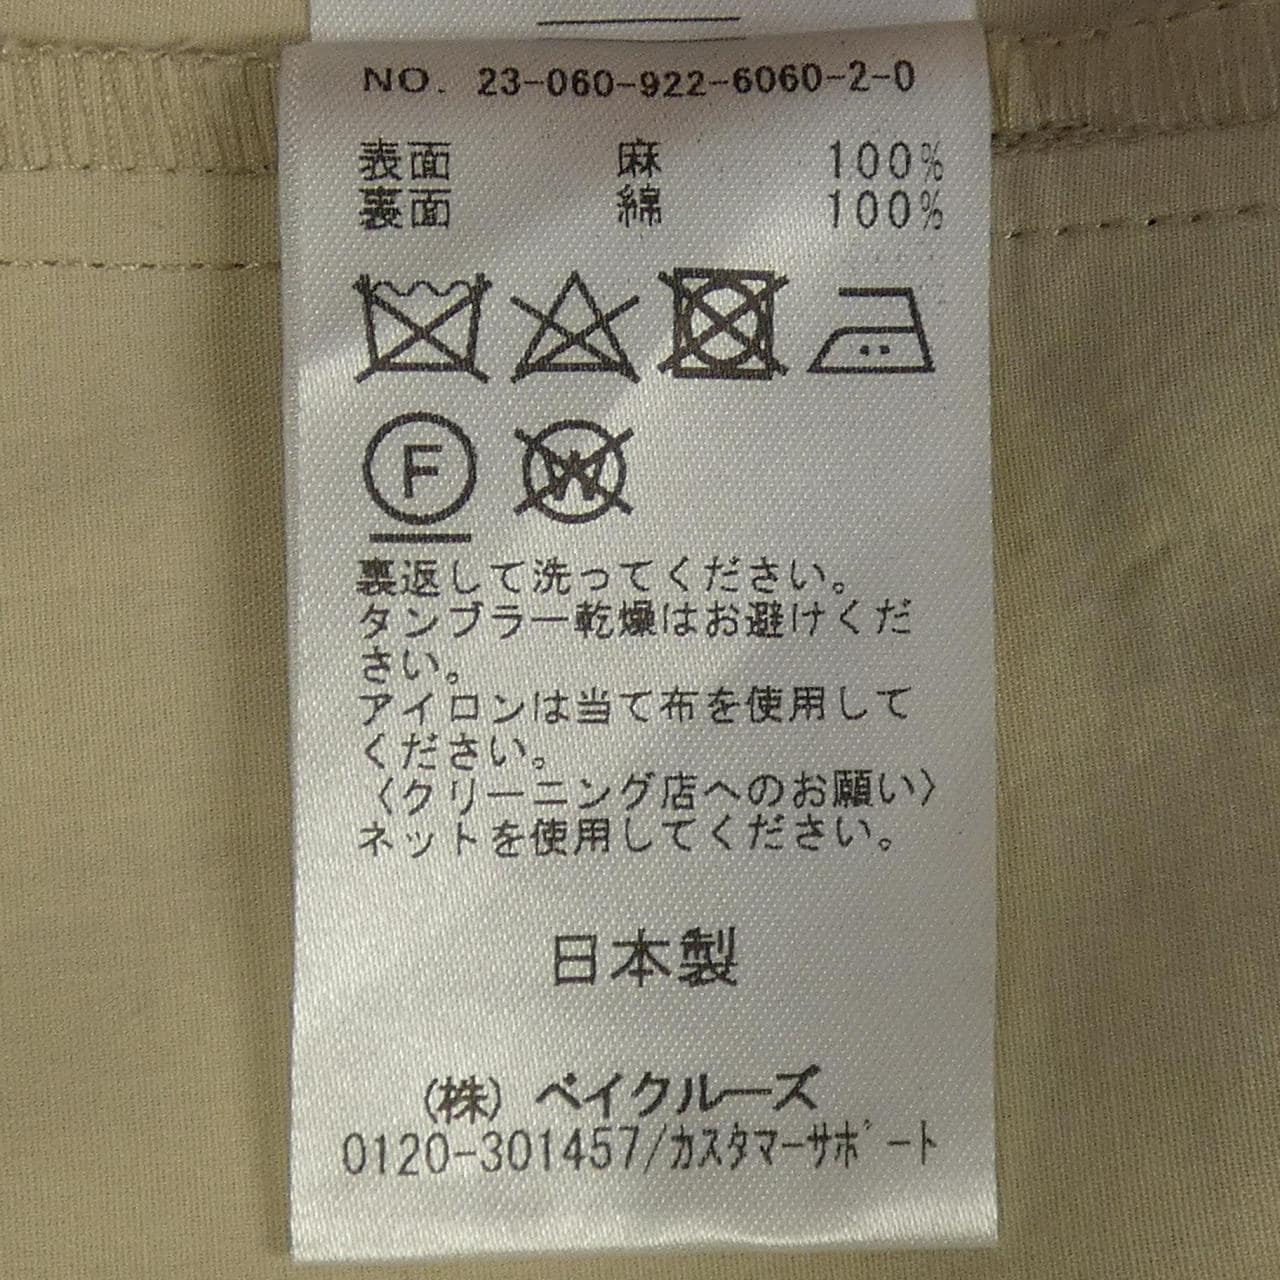 NO. 23-060-922-6060-2-0
表面 麻 100%
裏面 綿 100%
F W
裏返して洗ってください。
タンブラー乾燥はお避けくだ
さい。
アイロンは当て布を使用して
ください。
〈クリーニング店へのお願い〉
ネットを使用してください。
日本製
(株) ベイクルーズ
0120-301457/カスタマーサポート